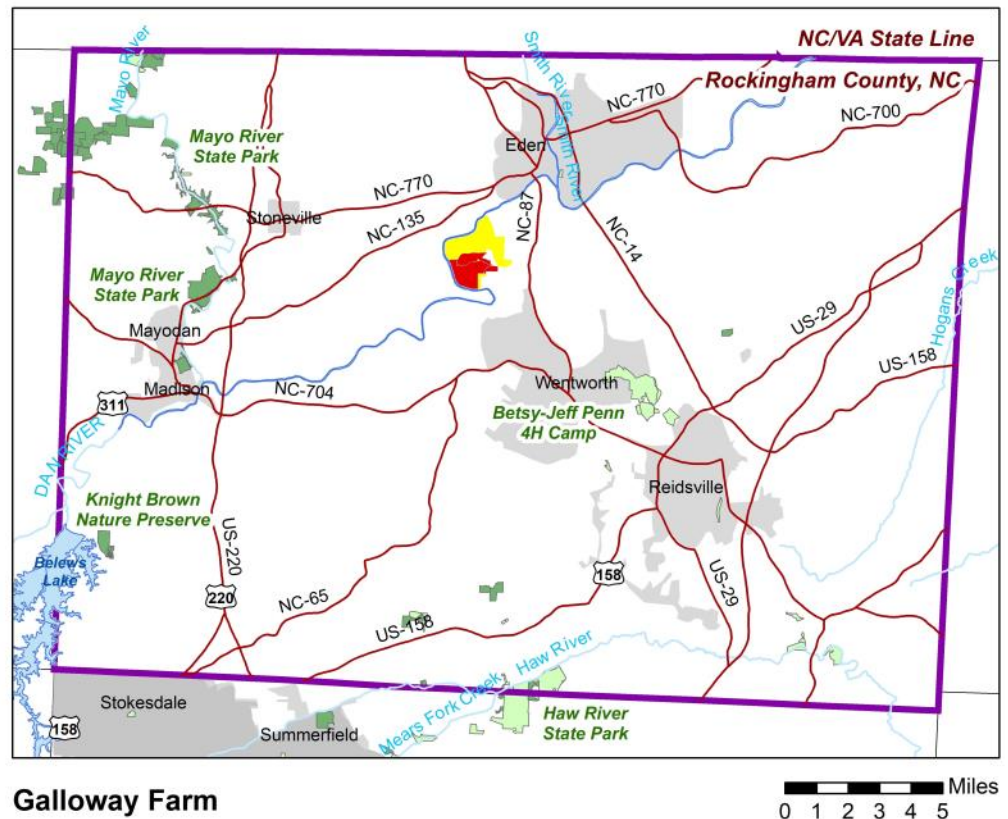 NC/VA State Line
Rockingham County, NC
Mayo River
Smith River
Smith River
NC-770
NC-700
Mayo River
State Park
Eden
NC-770
Stoneville
NC-135
NC-87
NC-14
Mayo River
State Park
Hogans Creek
US-29
Mayodan
US-158
Madison
Wentworth
311
NC-704
Betsy-Jeff Penn
4H Camp
DAN RIVER
Reidsville
Knight Brown
Nature Preserve
US-220
Belews
Lake
158
220
NC-65
US-29
US-158
Mears Fork Creek
Haw River
Stokesdale
158
Summerfield
Haw River
State Park
Galloway Farm
Miles
0 1 2 3 4 5